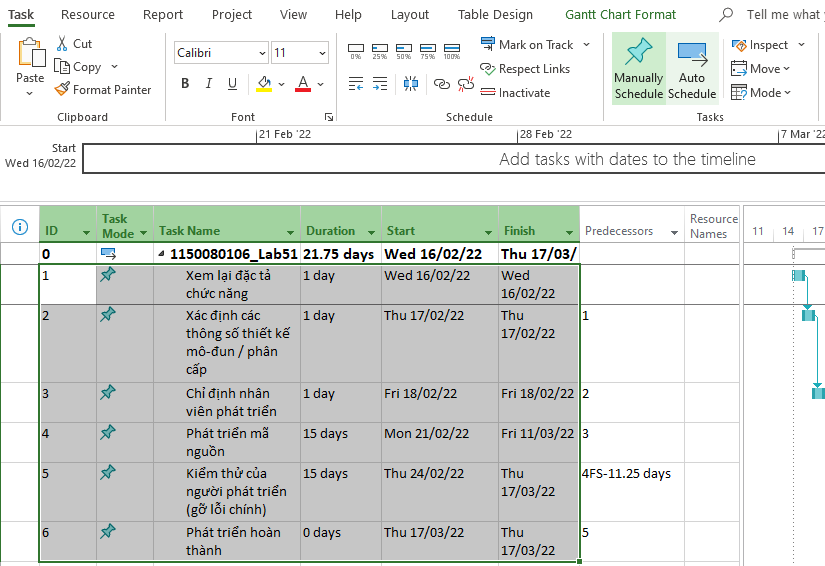 Task Resource Report Project View Help Layout Table Design Gantt Chart Format Tell me what
Paste
Cut
Copy
Format Painter
Clipboard
Calibri 11
B I U A
Font
0% 25% 50% 75% 100%
Mark on Track
Respect Links
Inactivate
Schedule
Manually
Schedule
Auto
Schedule
Inspect
Move
Mode
Tasks
21 Feb '22 28 Feb '22 7 Mar '22
Start
Wed 16/02/22
Add tasks with dates to the timeline
ID
Task
Mode
Task Name
Duration
Start
Finish
Predecessors
Resource
Names
11 14 17
0 1150080106_Lab51 21.75 days Wed 16/02/22 Thu 17/03/
1 Xem lại đặc tả 1 day Wed 16/02/22 Wed
chức năng 16/02/22
2 Xác định các 1 day Thu 17/02/22 Thu 1
thông số thiết kế 17/02/22
mô-đun / phân
cấp
3 Chỉ định nhân 1 day Fri 18/02/22 Fri 18/02/22 2
viên phát triển
4 Phát triển mã 15 days Mon 21/02/22 Fri 11/03/22 3
nguồn
5 Kiểm thử của 15 days Thu 24/02/22 Thu 4FS-11.25 days
người phát triển 17/03/22
(gỡ lỗi chính)
6 Phát triển hoàn 0 days Thu 17/03/22 Thu 5
thành 17/03/22